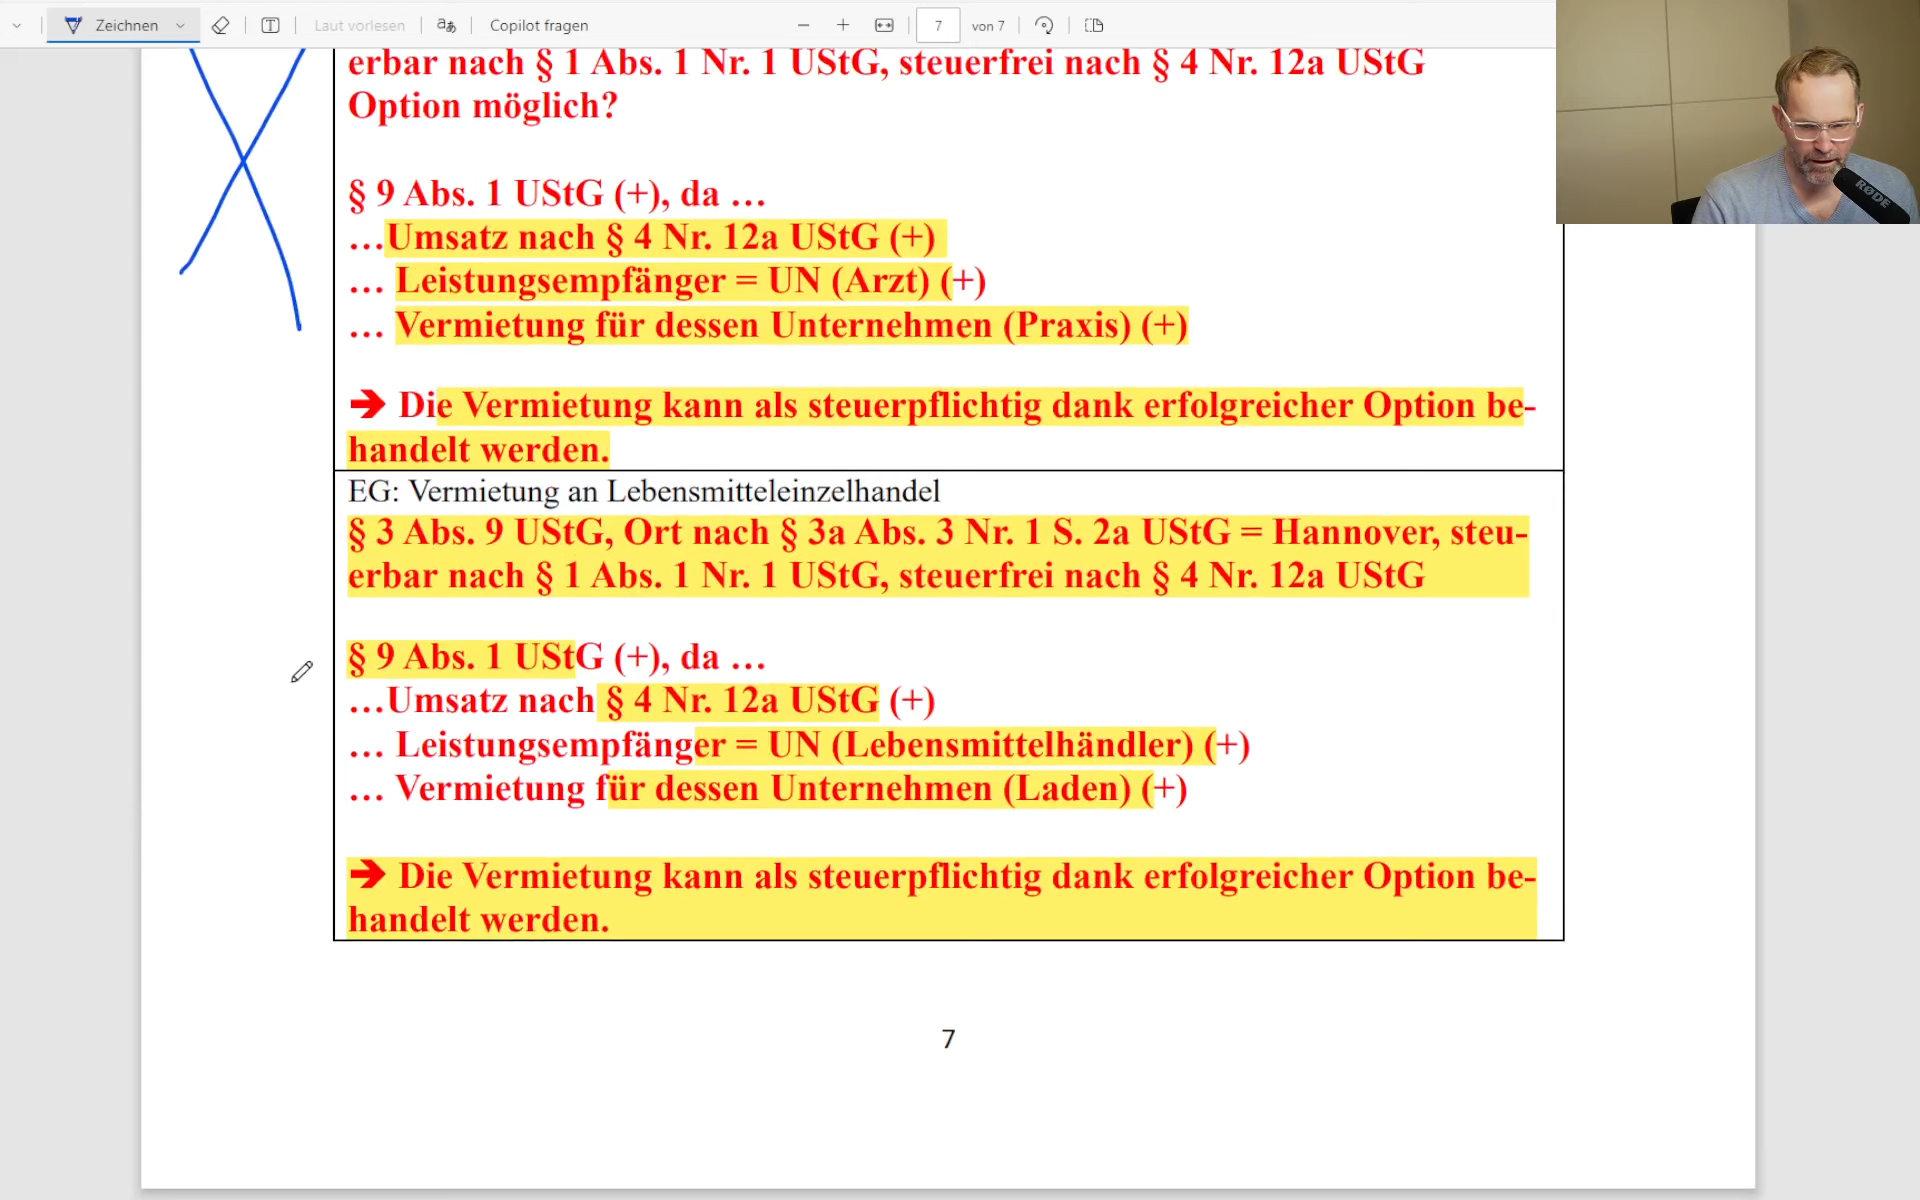 Zeichnen
Laut vorlesen
aあ
Copilot fragen
7
von 7
erbar nach § 1 Abs. 1 Nr. 1 UStG, steuerfrei nach § 4 Nr. 12a UStG
Option möglich?
§ 9 Abs. 1 UStG (+), da …
…Umsatz nach § 4 Nr. 12a UStG (+)
… Leistungsempfänger = UN (Arzt) (+)
… Vermietung für dessen Unternehmen (Praxis) (+)
➔ Die Vermietung kann als steuerpflichtig dank erfolgreicher Option be-
handelt werden.
EG: Vermietung an Lebensmitteleinzelhandel
§ 3 Abs. 9 UStG, Ort nach § 3a Abs. 3 Nr. 1 S. 2a UStG = Hannover, steu-
erbar nach § 1 Abs. 1 Nr. 1 UStG, steuerfrei nach § 4 Nr. 12a UStG
§ 9 Abs. 1 UStG (+), da …
…Umsatz nach § 4 Nr. 12a UStG (+)
… Leistungsempfänger = UN (Lebensmittelhändler) (+)
… Vermietung für dessen Unternehmen (Laden) (+)
➔ Die Vermietung kann als steuerpflichtig dank erfolgreicher Option be-
handelt werden.
7
RØDE